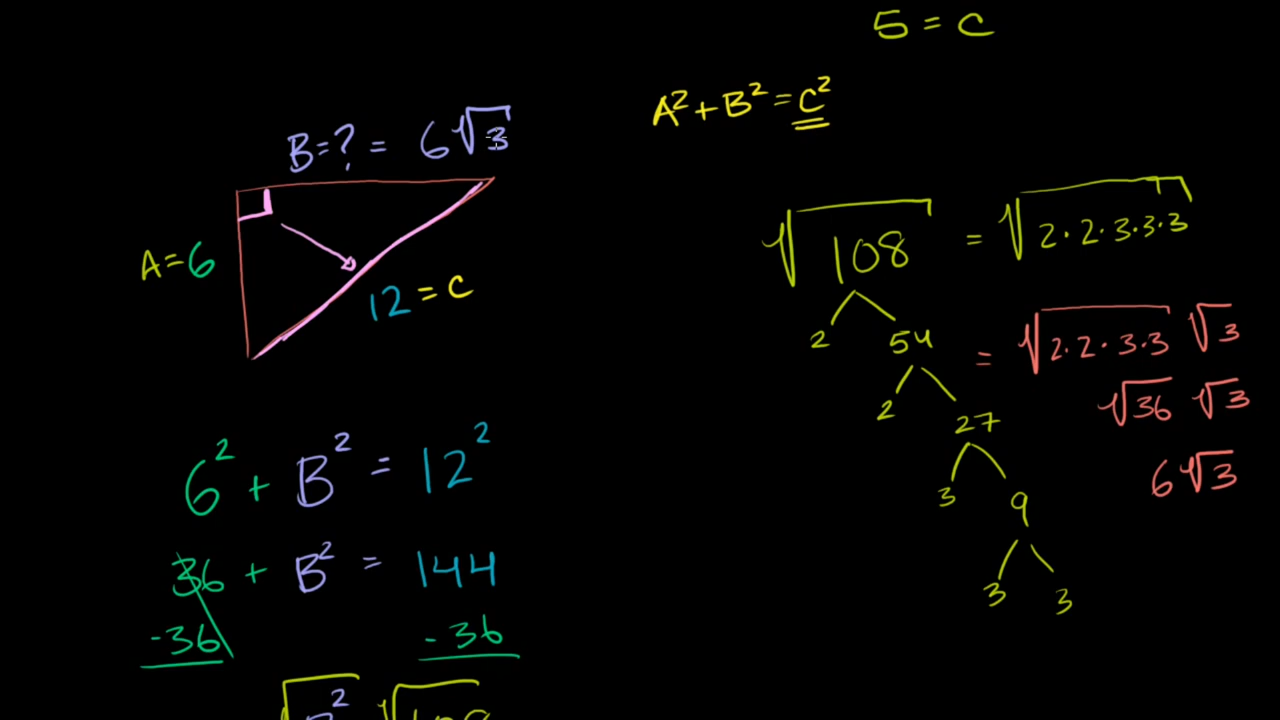 5 = C
A² + B² = C²
B = ? = 6√3
A = 6
12 = C
√108 = √2·2·3·3·3
2 54
= √2·2·3·3 √3
2 27
√36 √3
3 9
6√3
3 3
6² + B² = 12²
36 + B² = 144
-36 -36
√B² √108